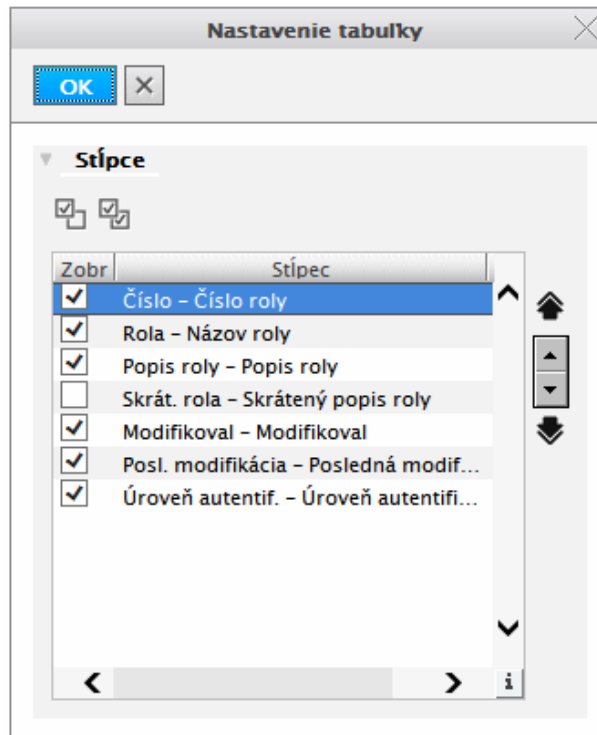 Nastavenie tabuľky
OK
Stĺpce
Zobr Stĺpec
Číslo – Číslo roly
Rola – Názov roly
Popis roly – Popis roly
Skrát. rola – Skrátený popis roly
Modifikoval – Modifikoval
Posl. modifikácia – Posledná modif...
Úroveň autentif. – Úroveň autentifi...
i